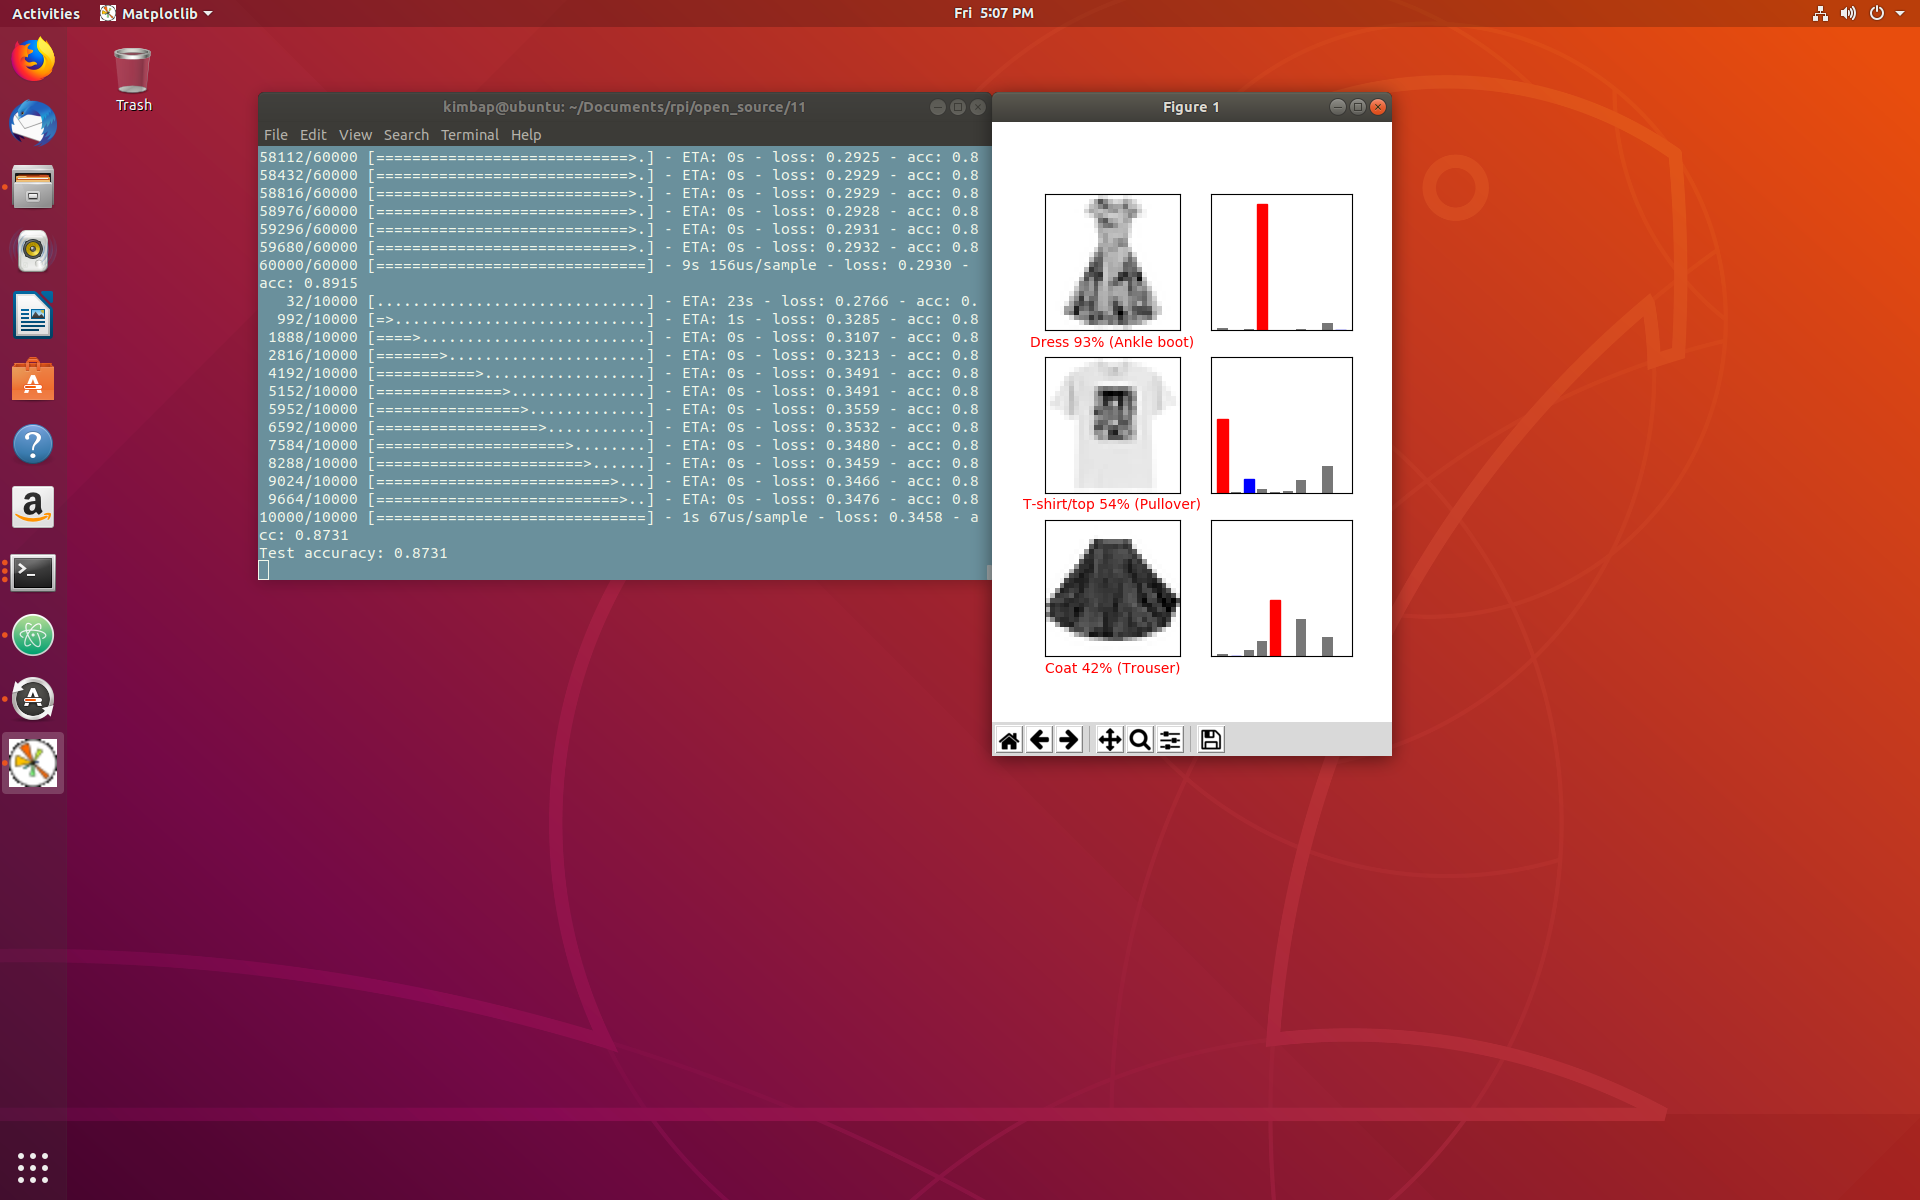 Activities Matplotlib Fri 5:07 PM
Trash
kimbap@ubuntu: ~/Documents/rpi/open_source/11
File Edit View Search Terminal Help
58112/60000 [============================>.] - ETA: 0s - loss: 0.2925 - acc: 0.8
58432/60000 [============================>.] - ETA: 0s - loss: 0.2929 - acc: 0.8
58816/60000 [============================>.] - ETA: 0s - loss: 0.2929 - acc: 0.8
58976/60000 [============================>.] - ETA: 0s - loss: 0.2928 - acc: 0.8
59296/60000 [============================>.] - ETA: 0s - loss: 0.2931 - acc: 0.8
59680/60000 [============================>.] - ETA: 0s - loss: 0.2932 - acc: 0.8
60000/60000 [==============================] - 9s 156us/sample - loss: 0.2930 -
acc: 0.8915
32/10000 [..............................] - ETA: 23s - loss: 0.2766 - acc: 0.
992/10000 [=>............................] - ETA: 1s - loss: 0.3285 - acc: 0.8
1888/10000 [====>.........................] - ETA: 0s - loss: 0.3107 - acc: 0.8
2816/10000 [=======>......................] - ETA: 0s - loss: 0.3213 - acc: 0.8
4192/10000 [===========>..................] - ETA: 0s - loss: 0.3491 - acc: 0.8
5152/10000 [==============>...............] - ETA: 0s - loss: 0.3491 - acc: 0.8
5952/10000 [================>.............] - ETA: 0s - loss: 0.3559 - acc: 0.8
6592/10000 [==================>...........] - ETA: 0s - loss: 0.3532 - acc: 0.8
7584/10000 [=====================>........] - ETA: 0s - loss: 0.3480 - acc: 0.8
8288/10000 [=======================>......] - ETA: 0s - loss: 0.3459 - acc: 0.8
9024/10000 [==========================>...] - ETA: 0s - loss: 0.3466 - acc: 0.8
9664/10000 [===========================>..] - ETA: 0s - loss: 0.3476 - acc: 0.8
10000/10000 [==============================] - 1s 67us/sample - loss: 0.3458 - a
cc: 0.8731
Test accuracy: 0.8731
Figure 1
Dress 93% (Ankle boot)
T-shirt/top 54% (Pullover)
Coat 42% (Trouser)